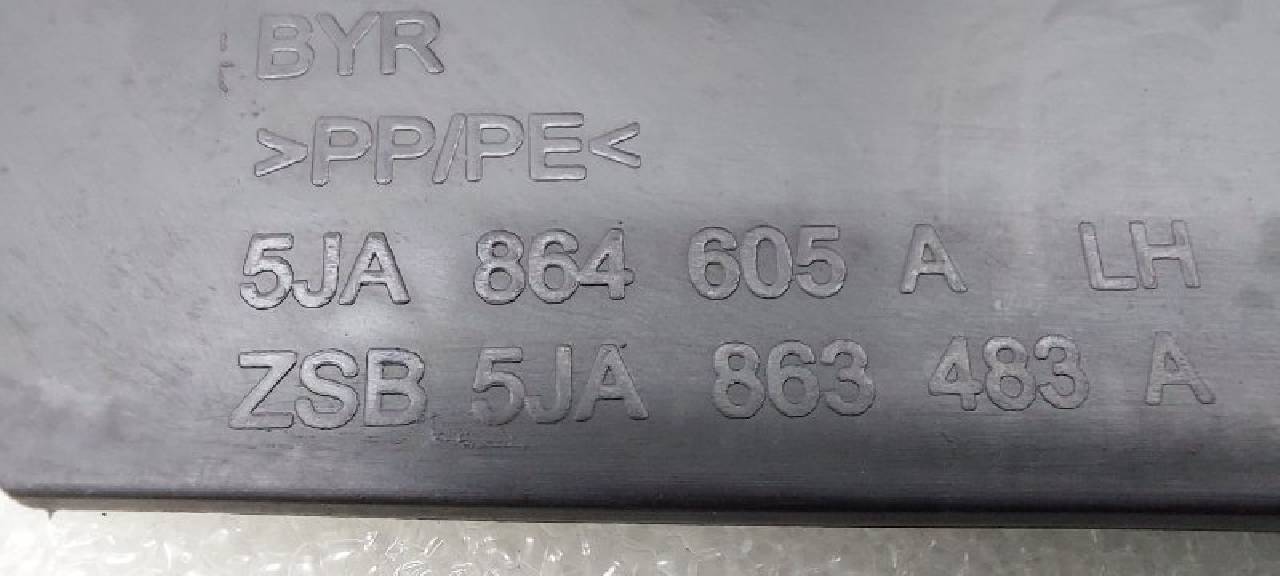 BYR
>PP/PE<
5JA 864 605 A LH
ZSB 5JA 863 483 A